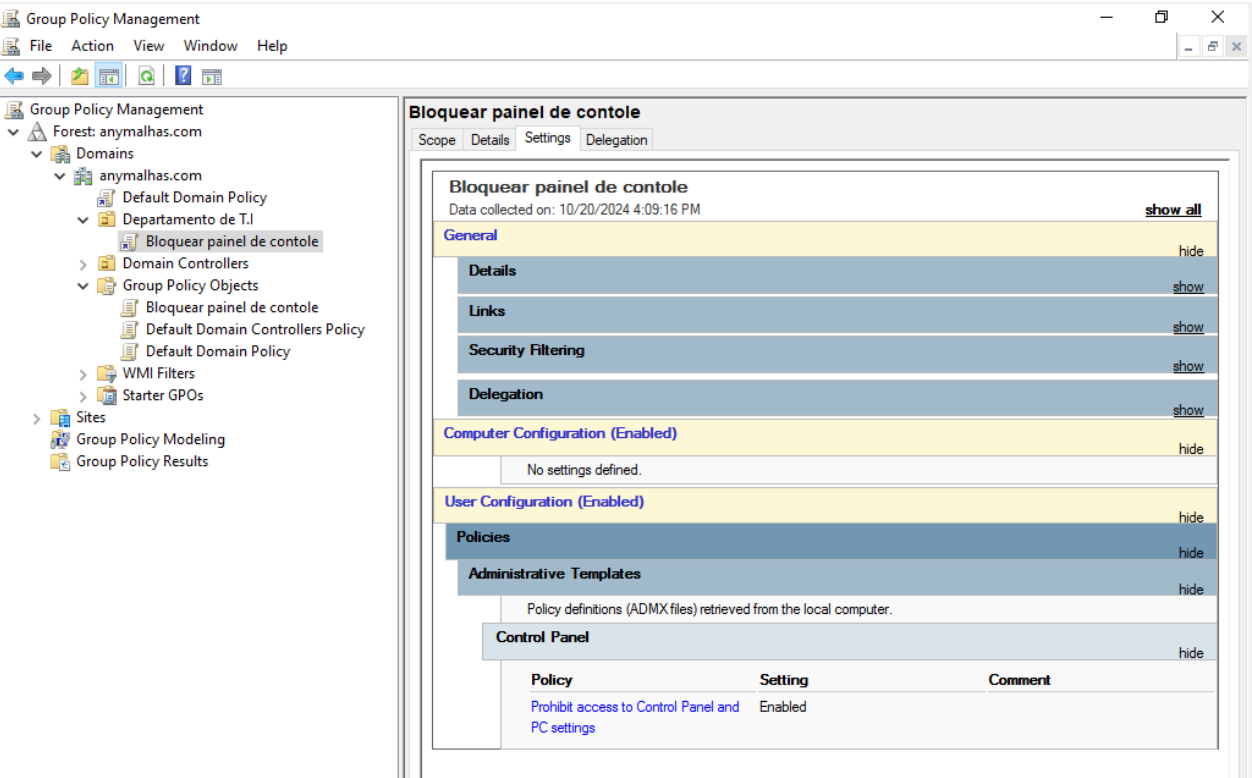 Group Policy Management
File Action View Window Help
Group Policy Management
Forest: anymalhas.com
Domains
anymalhas.com
Default Domain Policy
Departamento de T.I
Bloquear painel de contole
Domain Controllers
Group Policy Objects
Bloquear painel de contole
Default Domain Controllers Policy
Default Domain Policy
WMI Filters
Starter GPOs
Sites
Group Policy Modeling
Group Policy Results
Bloquear painel de contole
Scope Details Settings Delegation
Bloquear painel de contole
Data collected on: 10/20/2024 4:09:16 PM show all
General
hide
Details
show
Links
show
Security Filtering
show
Delegation
show
Computer Configuration (Enabled)
hide
No settings defined.
User Configuration (Enabled)
hide
Policies
hide
Administrative Templates
hide
Policy definitions (ADMX files) retrieved from the local computer.
Control Panel
hide
Policy Setting Comment
Prohibit access to Control Panel and Enabled
PC settings